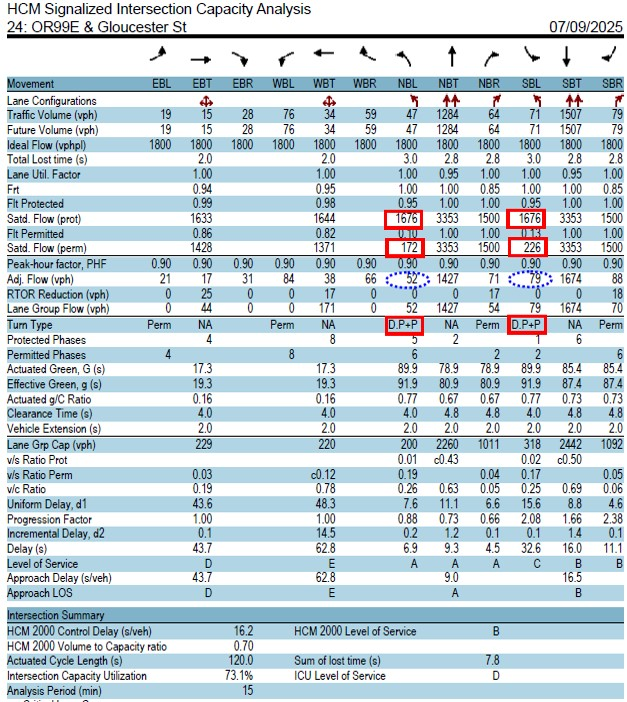 HCM Signalized Intersection Capacity Analysis
24: OR99E & Gloucester St 07/09/2025
Movement EBL EBT EBR WBL WBT WBR NBL NBT NBR SBL SBT SBR
Lane Configurations
Traffic Volume (vph) 19 15 28 76 34 59 47 1284 64 71 1507 79
Future Volume (vph) 19 15 28 76 34 59 47 1284 64 71 1507 79
Ideal Flow (vphpl) 1800 1800 1800 1800 1800 1800 1800 1800 1800 1800 1800 1800
Total Lost time (s) 2.0 2.0 3.0 2.8 2.8 3.0 2.8 2.8
Lane Util. Factor 1.00 1.00 1.00 0.95 1.00 1.00 0.95 1.00
Frt 0.94 0.95 1.00 1.00 0.85 1.00 1.00 0.85
Flt Protected 0.99 0.98 0.95 1.00 1.00 0.95 1.00 1.00
Satd. Flow (prot) 1633 1644 1676 3353 1500 1676 3353 1500
Flt Permitted 0.86 0.82 0.10 1.00 1.00 0.13 1.00 1.00
Satd. Flow (perm) 1428 1371 172 3353 1500 226 3353 1500
Peak-hour factor, PHF 0.90 0.90 0.90 0.90 0.90 0.90 0.90 0.90 0.90 0.90 0.90 0.90
Adj. Flow (vph) 21 17 31 84 38 66 52 1427 71 79 1674 88
RTOR Reduction (vph) 0 25 0 0 17 0 0 0 17 0 0 18
Lane Group Flow (vph) 0 44 0 0 171 0 52 1427 54 79 1674 70
Turn Type Perm NA Perm NA D.P+P NA Perm D.P+P NA Perm
Protected Phases 4 8 5 2 1 6
Permitted Phases 4 8 6 2 2 6
Actuated Green, G (s) 17.3 17.3 89.9 78.9 78.9 89.9 85.4 85.4
Effective Green, g (s) 19.3 19.3 91.9 80.9 80.9 91.9 87.4 87.4
Actuated g/C Ratio 0.16 0.16 0.77 0.67 0.67 0.77 0.73 0.73
Clearance Time (s) 4.0 4.0 4.0 4.8 4.8 4.0 4.8 4.8
Vehicle Extension (s) 2.0 2.0 2.0 2.0 2.0 2.0 2.0 2.0
Lane Grp Cap (vph) 229 220 200 2260 1011 318 2442 1092
v/s Ratio Prot 0.01 c0.43 0.02 c0.50
v/s Ratio Perm 0.03 c0.12 0.19 0.04 0.17 0.05
v/c Ratio 0.19 0.78 0.26 0.63 0.05 0.25 0.69 0.06
Uniform Delay, d1 43.6 48.3 7.6 11.1 6.6 15.6 8.8 4.6
Progression Factor 1.00 1.00 0.88 0.73 0.66 2.08 1.66 2.38
Incremental Delay, d2 0.1 14.5 0.2 1.2 0.1 0.1 1.4 0.1
Delay (s) 43.7 62.8 6.9 9.3 4.5 32.6 16.0 11.1
Level of Service D E A A A C B B
Approach Delay (s/veh) 43.7 62.8 9.0 16.5
Approach LOS D E A B
Intersection Summary
HCM 2000 Control Delay (s/veh) 16.2 HCM 2000 Level of Service B
HCM 2000 Volume to Capacity ratio 0.70
Actuated Cycle Length (s) 120.0 Sum of lost time (s) 7.8
Intersection Capacity Utilization 73.1% ICU Level of Service D
Analysis Period (min) 15